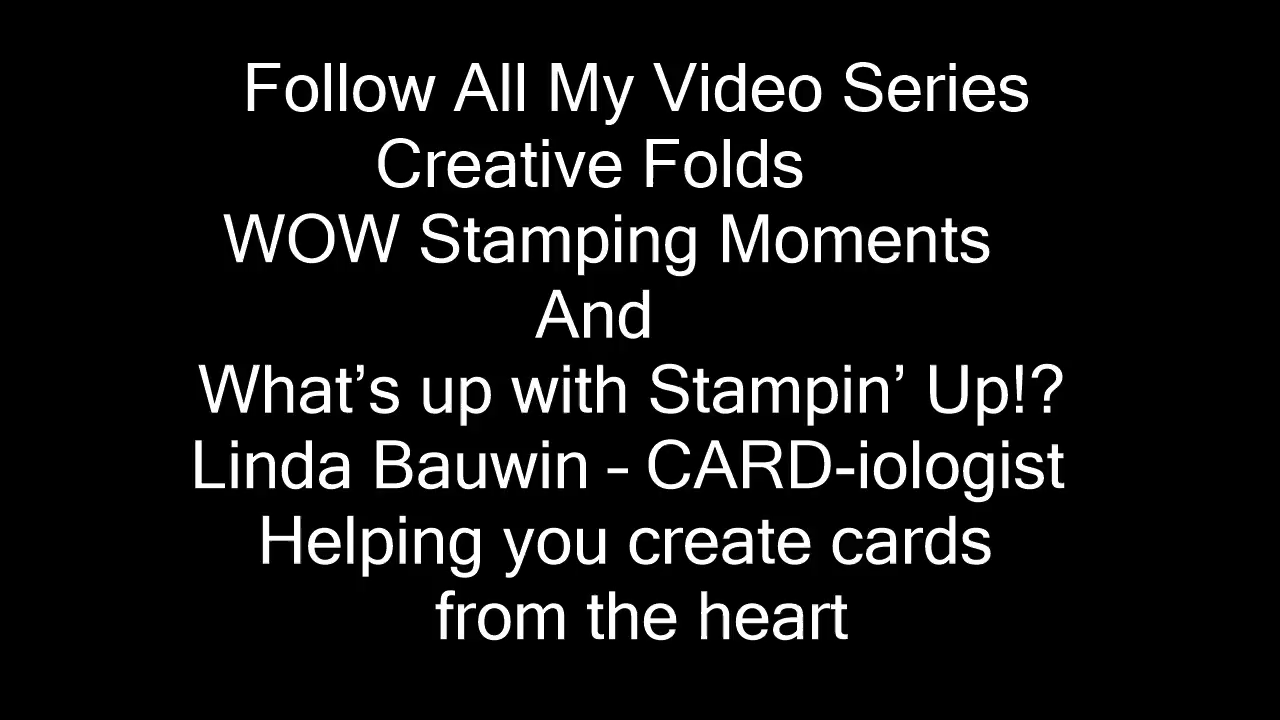 Follow All My Video Series
Creative Folds
WOW Stamping Moments
And
What’s up with Stampin’ Up!?
Linda Bauwin – CARD-iologist
Helping you create cards
from the heart